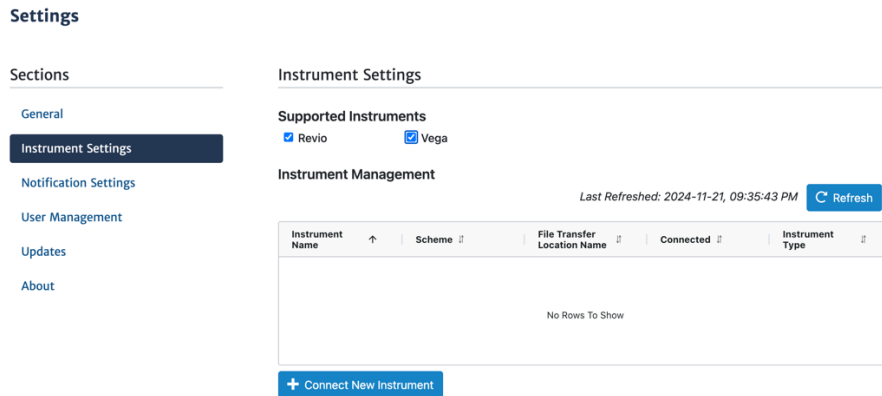 Settings
Sections
General
Instrument Settings
Notification Settings
User Management
Updates
About
Instrument Settings
Supported Instruments
Revio Vega
Instrument Management
Last Refreshed: 2024-11-21, 09:35:43 PM Refresh
Instrument Name Scheme File Transfer Location Name Connected Instrument Type
No Rows To Show
Connect New Instrument